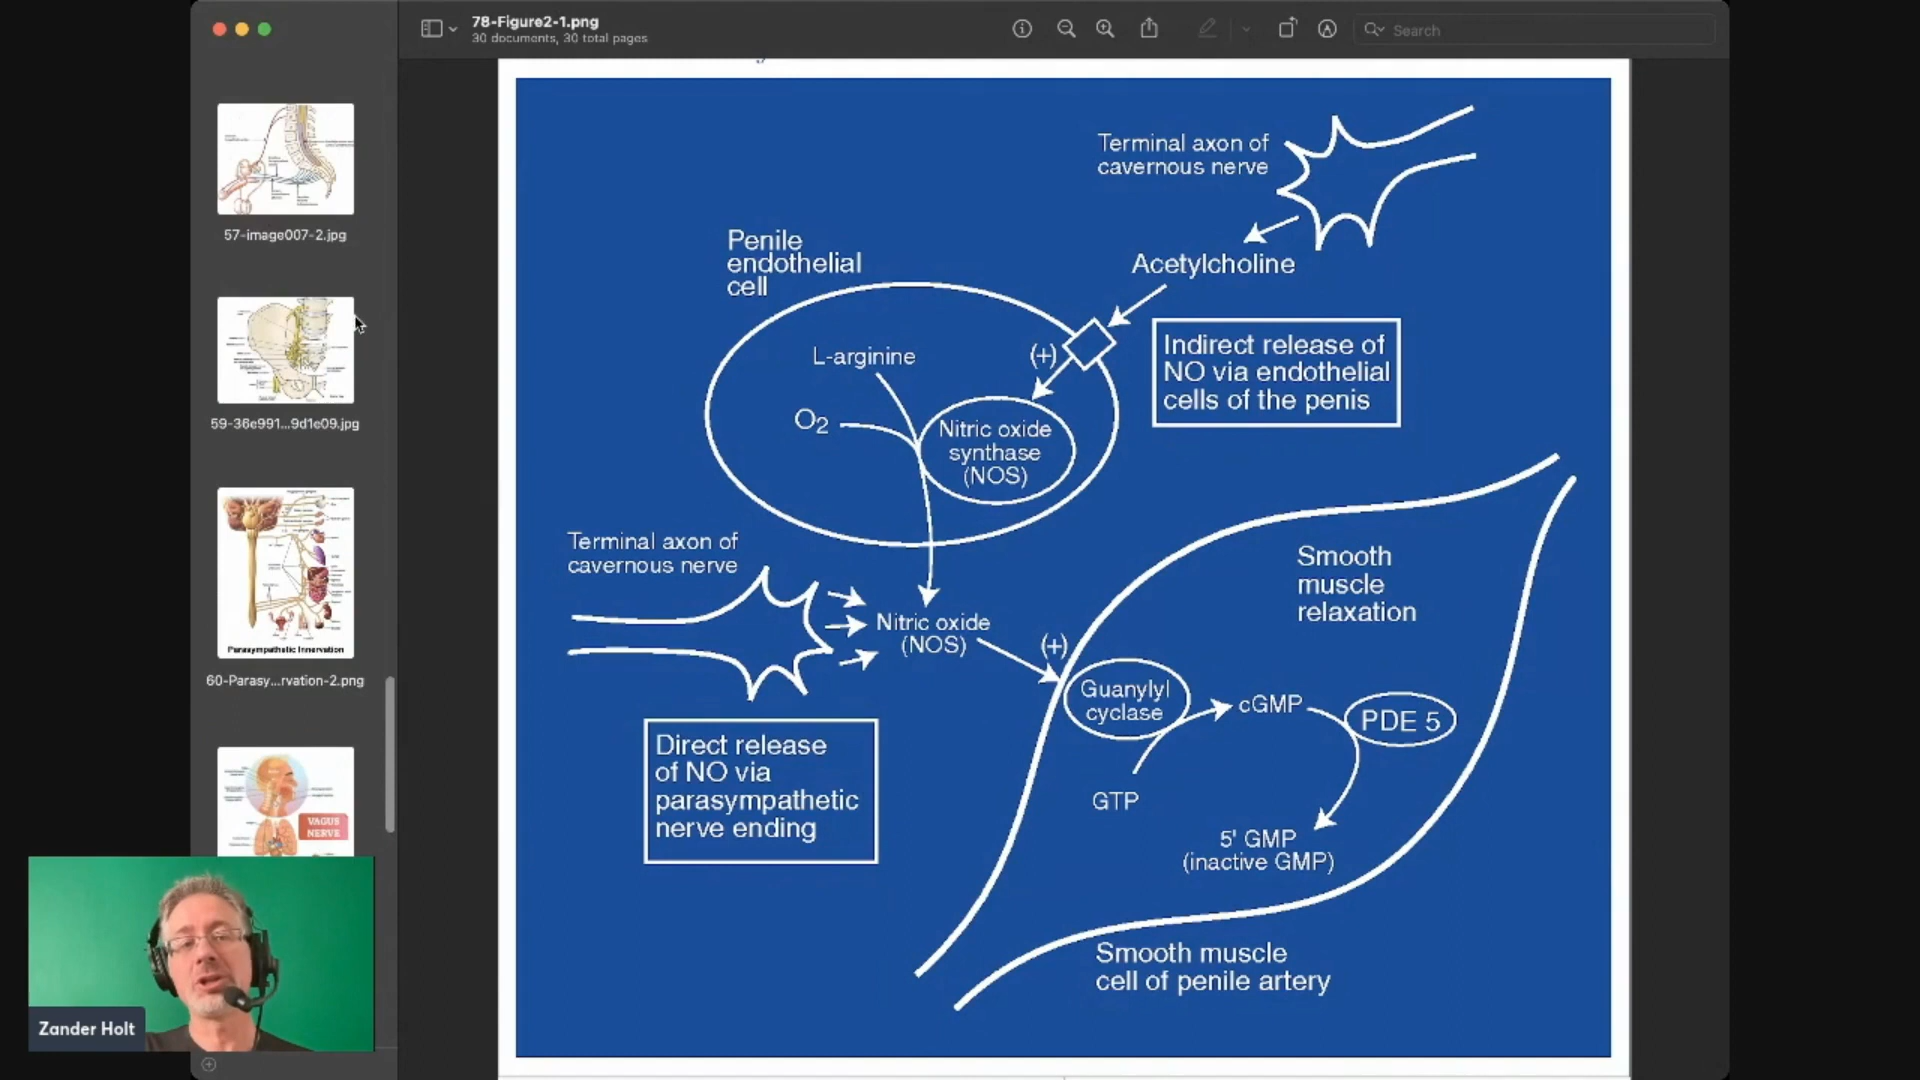 78-Figure2-1.png
30 documents, 30 total pages
Search
57-image007-2.jpg
59-36e991...9d1e09.jpg
Parasympathetic Innervation
60-Parasy...rvation-2.png
VAGUS
NERVE
Zander Holt
Terminal axon of
cavernous nerve
Acetylcholine
Penile
endothelial
cell
L-arginine
(+)
O2
Nitric oxide
synthase
(NOS)
Indirect release of
NO via endothelial
cells of the penis
Terminal axon of
cavernous nerve
Nitric oxide
(NOS)
(+)
Direct release
of NO via
parasympathetic
nerve ending
Smooth
muscle
relaxation
Guanylyl
cyclase
cGMP
PDE 5
GTP
5' GMP
(inactive GMP)
Smooth muscle
cell of penile artery